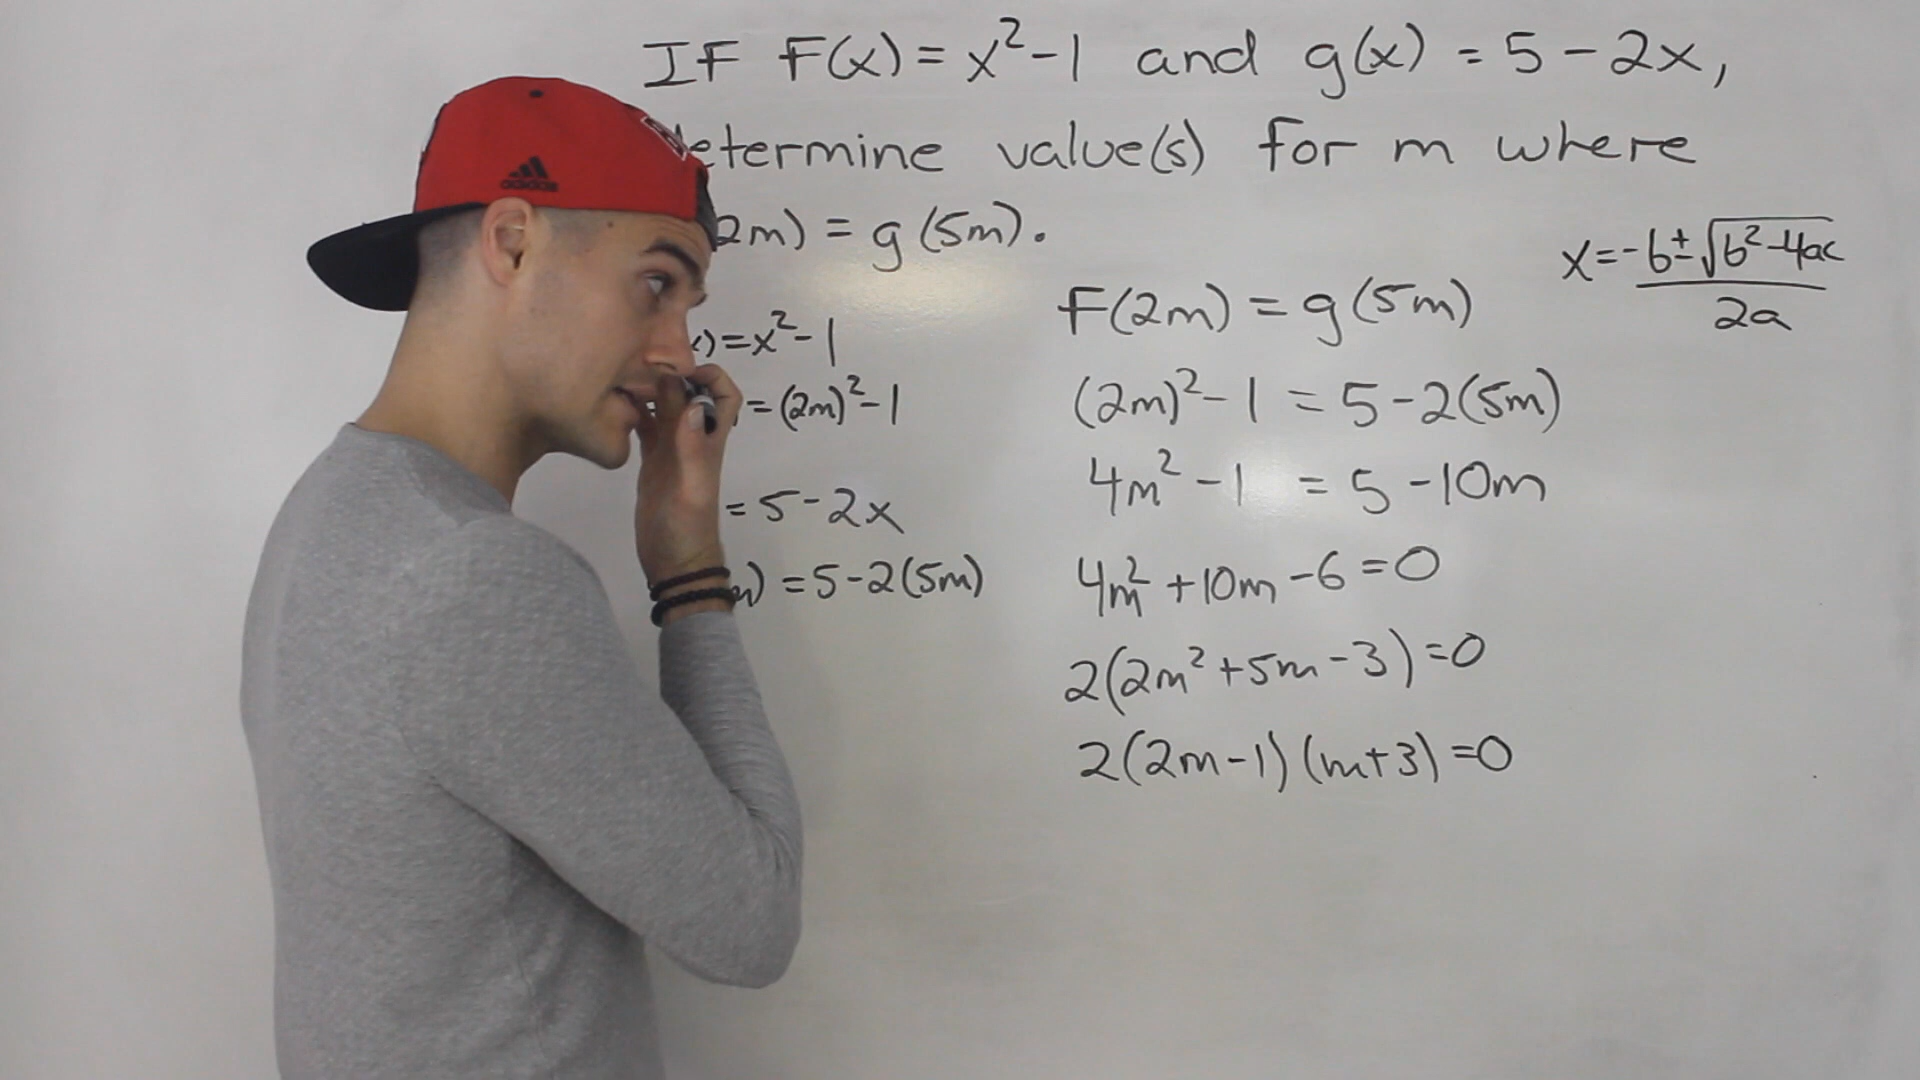 IF F(x) = x²-1 and g(x) = 5-2x,
etermine value(s) for m where
2m) = g(5m).
x = -b ± √b²-4ac
2a
)=x²-1
) = (2m)²-1
= 5-2x
) = 5-2(5m)
F(2m) = g(5m)
(2m)²-1 = 5-2(5m)
4m²-1 = 5-10m
4m²+10m-6=0
2(2m²+5m-3)=0
2(2m-1)(m+3)=0
adidas